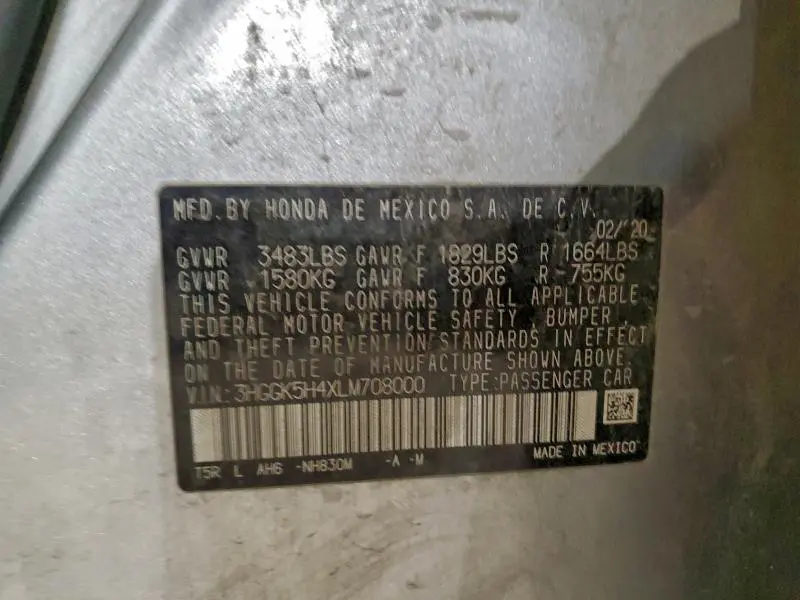 MFD. BY HONDA DE MEXICO S.A. DE C.V.
02/'20
GVWR 3483LBS GAWR F 1829LBS R 1664LBS
GVWR 1580KG GAWR F 830KG R 755KG
THIS VEHICLE CONFORMS TO ALL APPLICABLE
FEDERAL MOTOR VEHICLE SAFETY, BUMPER,
AND THEFT PREVENTION STANDARDS IN EFFECT
ON THE DATE OF MANUFACTURE SHOWN ABOVE.
VIN: 3HGGK5H4XLM708000 TYPE:PASSENGER CAR
MADE IN MEXICO
T5R L AH6 -NH830M -A -M